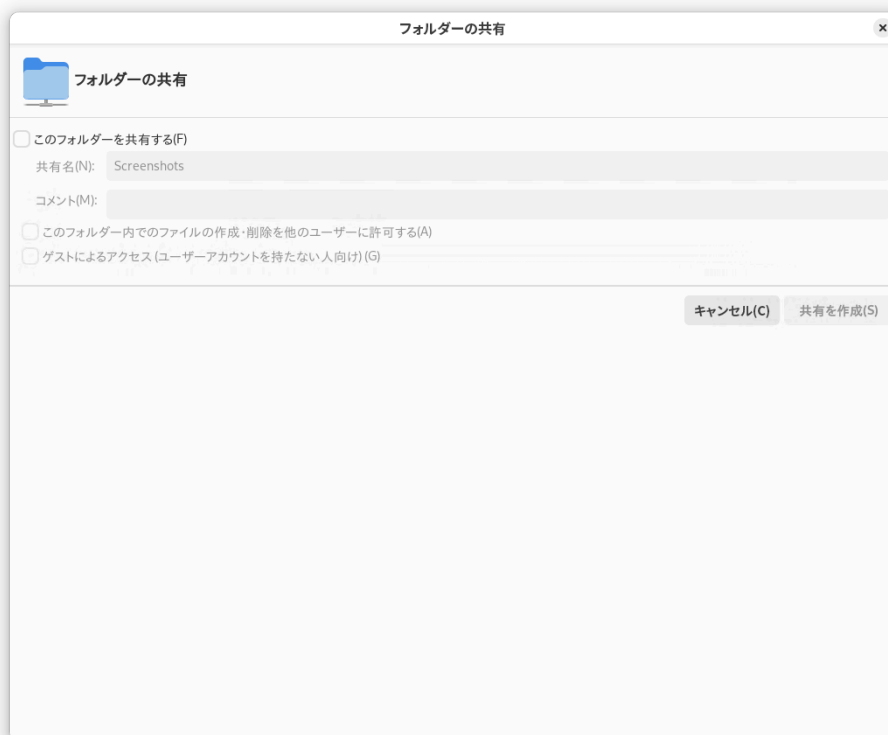 フォルダーの共有
フォルダーの共有
このフォルダーを共有する(F)
共有名(N): Screenshots
コメント(M):
このフォルダー内でのファイルの作成・削除を他のユーザーに許可する(A)
ゲストによるアクセス (ユーザーアカウントを持たない人向け) (G)
キャンセル(C) 共有を作成(S)